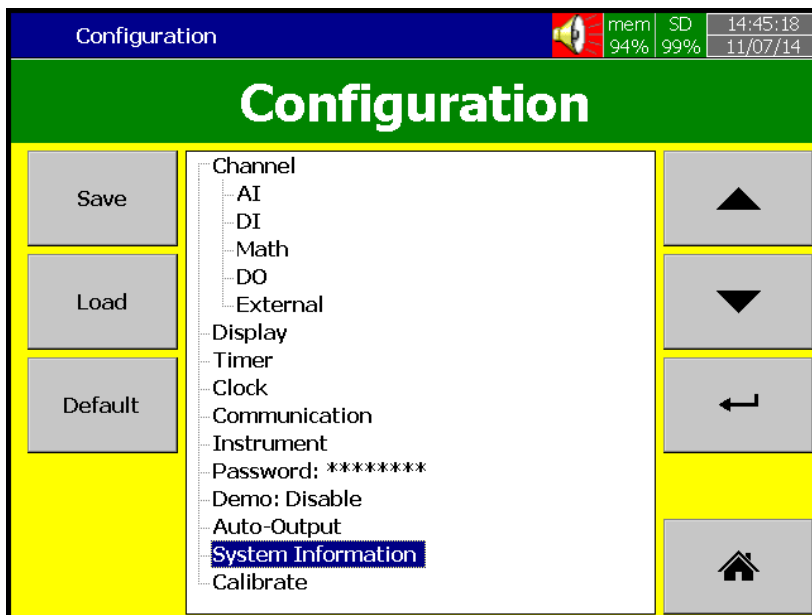 Configuration
mem SD 14:45:18
94% 99% 11/07/14
Configuration
Save
Load
Default
Channel
AI
DI
Math
DO
External
Display
Timer
Clock
Communication
Instrument
Password: ********
Demo: Disable
Auto-Output
System Information
Calibrate